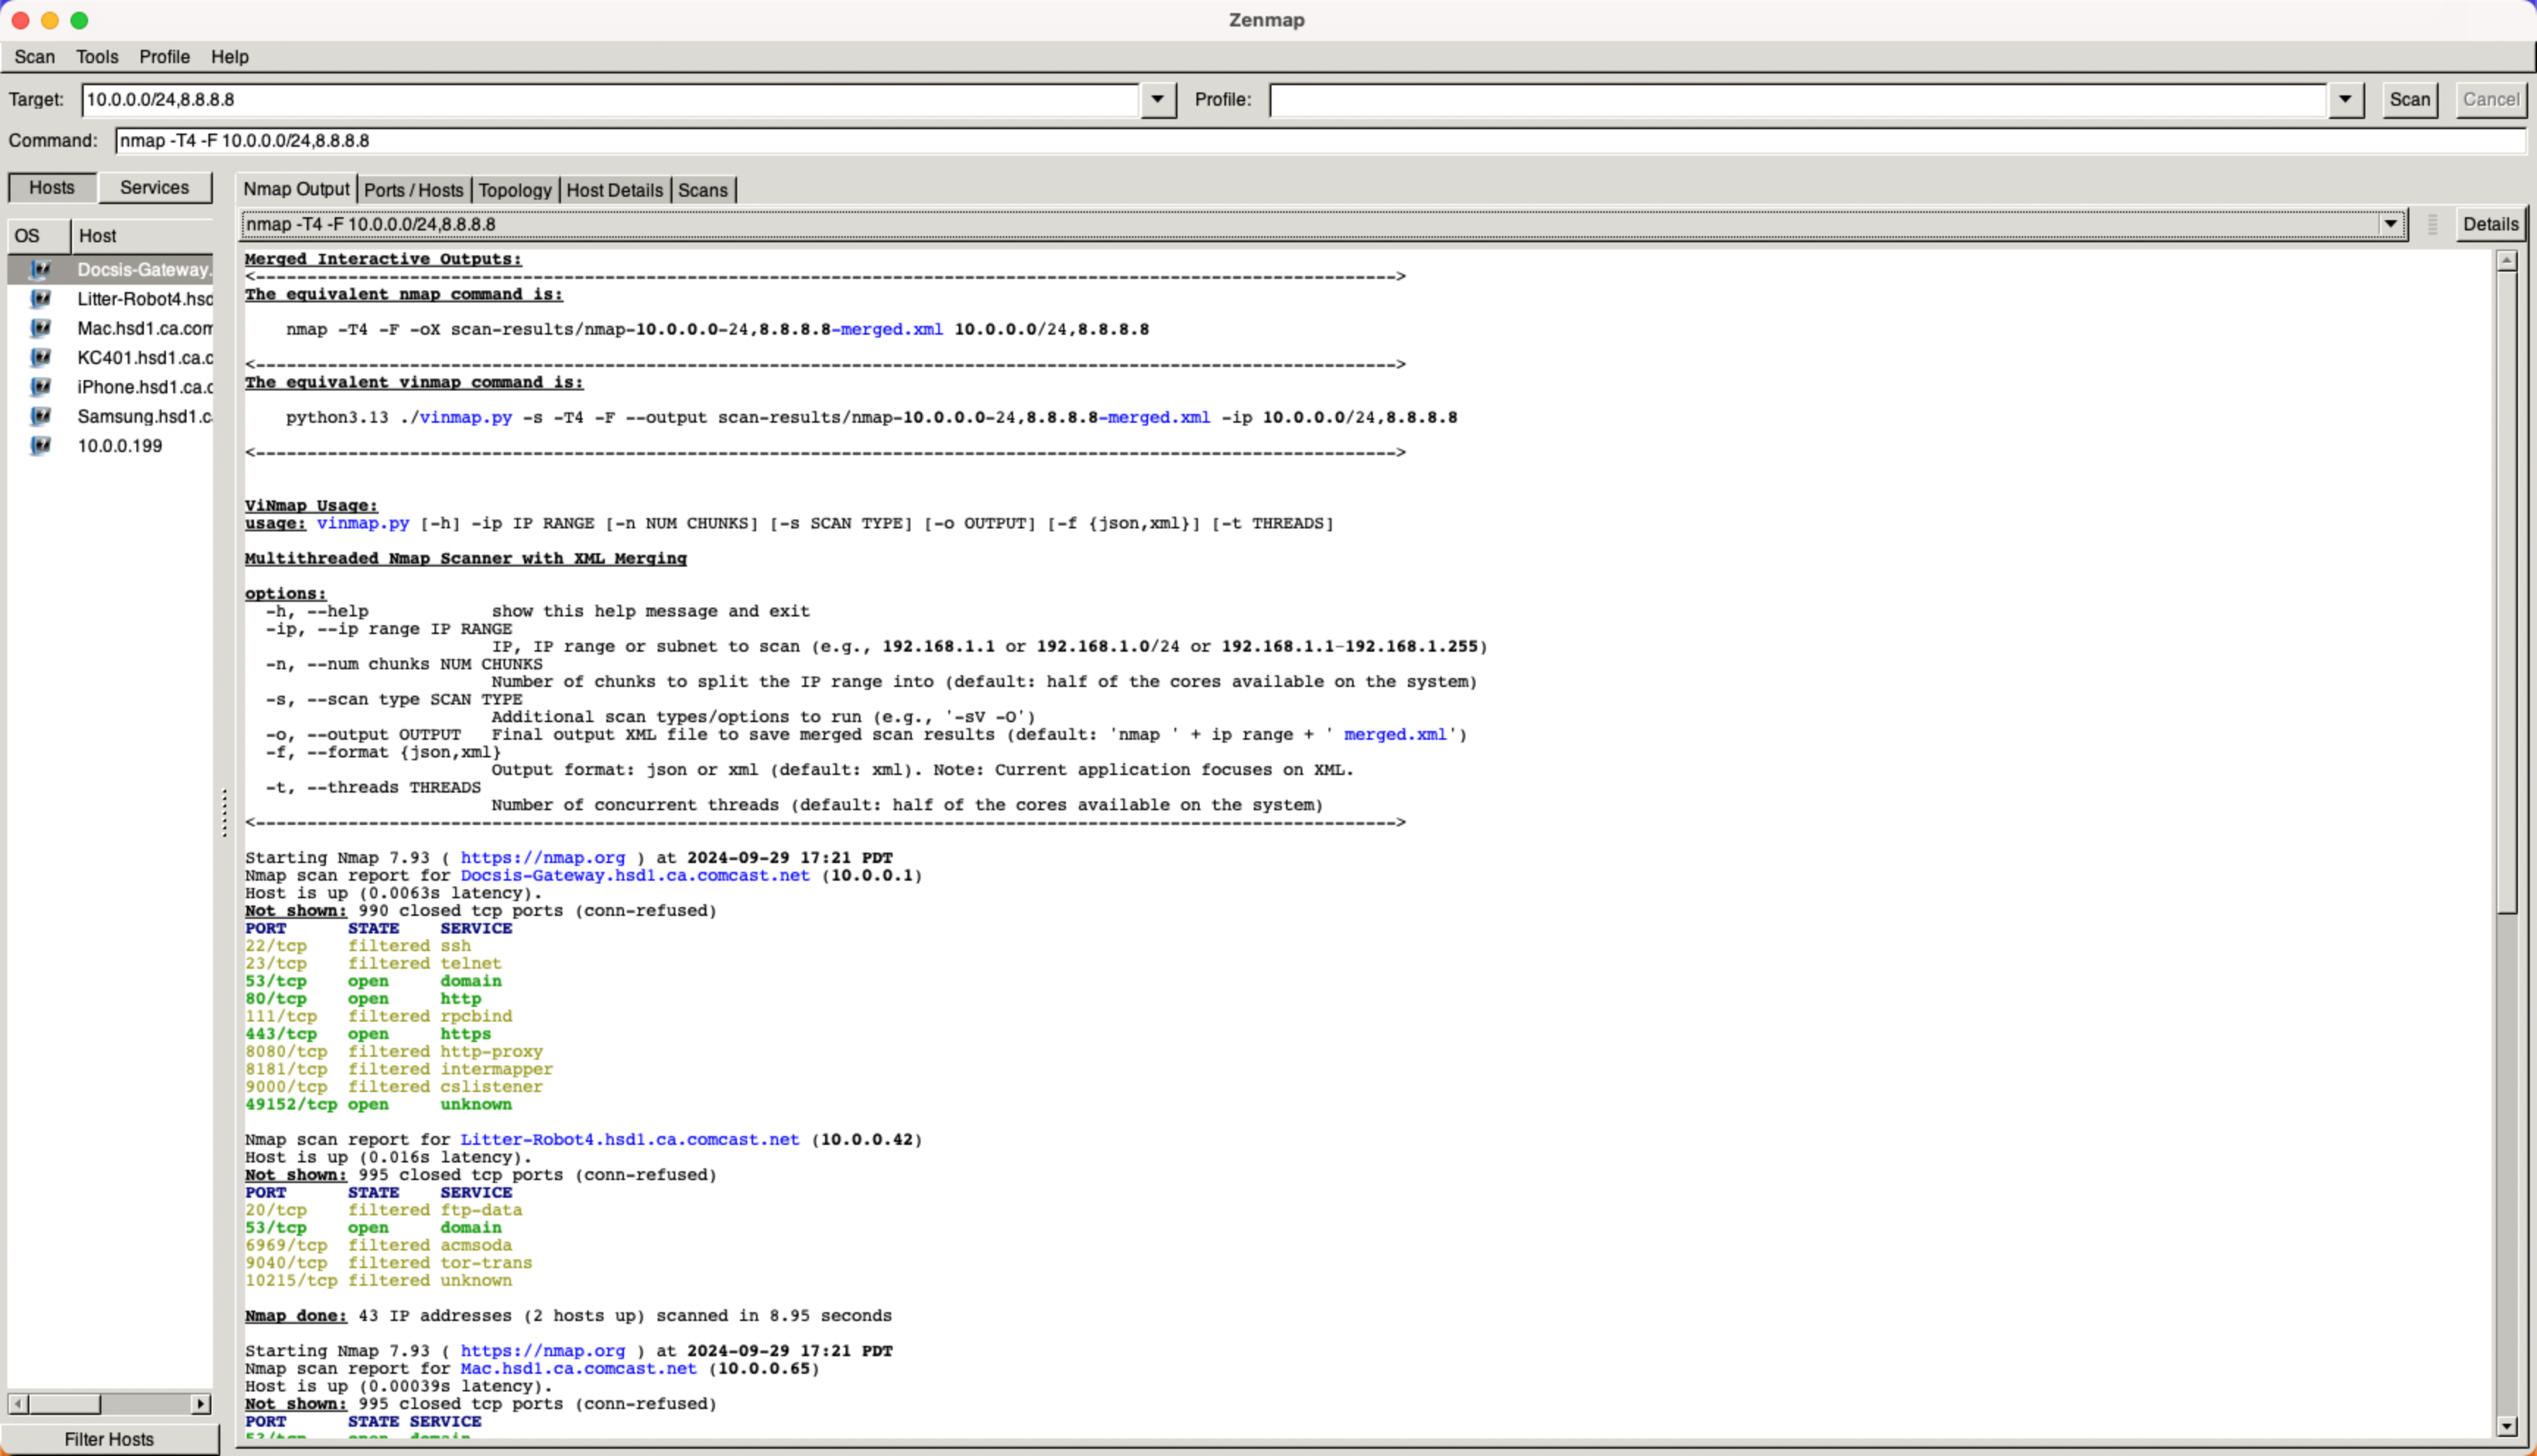 Zenmap
Scan Tools Profile Help
Target: 10.0.0.0/24,8.8.8.8 Profile: Scan Cancel
Command: nmap -T4 -F 10.0.0.0/24,8.8.8.8
Hosts Services
OS Host
Docsis-Gateway.
Litter-Robot4.hsd
Mac.hsd1.ca.com
KC401.hsd1.ca.c
iPhone.hsd1.ca.c
Samsung.hsd1.c
10.0.0.199
Filter Hosts
Nmap Output Ports / Hosts Topology Host Details Scans
nmap -T4 -F 10.0.0.0/24,8.8.8.8 Details
Merged Interactive Outputs:
<---------------------------------------------------------------------------------------------------------------->
The equivalent nmap command is:
nmap -T4 -F -oX scan-results/nmap-10.0.0.0-24,8.8.8.8-merged.xml 10.0.0.0/24,8.8.8.8
<---------------------------------------------------------------------------------------------------------------->
The equivalent vinmap command is:
python3.13 ./vinmap.py -s -T4 -F --output scan-results/nmap-10.0.0.0-24,8.8.8.8-merged.xml -ip 10.0.0.0/24,8.8.8.8
<---------------------------------------------------------------------------------------------------------------->
ViNmap Usage:
usage: vinmap.py [-h] -ip IP RANGE [-n NUM CHUNKS] [-s SCAN TYPE] [-o OUTPUT] [-f {json,xml}] [-t THREADS]
Multithreaded Nmap Scanner with XML Merging
options:
-h, --help show this help message and exit
-ip, --ip range IP RANGE
IP, IP range or subnet to scan (e.g., 192.168.1.1 or 192.168.1.0/24 or 192.168.1.1-192.168.1.255)
-n, --num chunks NUM CHUNKS
Number of chunks to split the IP range into (default: half of the cores available on the system)
-s, --scan type SCAN TYPE
Additional scan types/options to run (e.g., '-sV -O')
-o, --output OUTPUT Final output XML file to save merged scan results (default: 'nmap ' + ip range + ' merged.xml')
-f, --format {json,xml}
Output format: json or xml (default: xml). Note: Current application focuses on XML.
-t, --threads THREADS
Number of concurrent threads (default: half of the cores available on the system)
<---------------------------------------------------------------------------------------------------------------->
Starting Nmap 7.93 ( https://nmap.org ) at 2024-09-29 17:21 PDT
Nmap scan report for Docsis-Gateway.hsd1.ca.comcast.net (10.0.0.1)
Host is up (0.0063s latency).
Not shown: 990 closed tcp ports (conn-refused)
PORT STATE SERVICE
22/tcp filtered ssh
23/tcp filtered telnet
53/tcp open domain
80/tcp open http
111/tcp filtered rpcbind
443/tcp open https
8080/tcp filtered http-proxy
8181/tcp filtered intermapper
9000/tcp filtered cslistener
49152/tcp open unknown
Nmap scan report for Litter-Robot4.hsd1.ca.comcast.net (10.0.0.42)
Host is up (0.016s latency).
Not shown: 995 closed tcp ports (conn-refused)
PORT STATE SERVICE
20/tcp filtered ftp-data
53/tcp open domain
6969/tcp filtered acmsoda
9040/tcp filtered tor-trans
10215/tcp filtered unknown
Nmap done: 43 IP addresses (2 hosts up) scanned in 8.95 seconds
Starting Nmap 7.93 ( https://nmap.org ) at 2024-09-29 17:21 PDT
Nmap scan report for Mac.hsd1.ca.comcast.net (10.0.0.65)
Host is up (0.00039s latency).
Not shown: 995 closed tcp ports (conn-refused)
PORT STATE SERVICE
53/tcp open domain